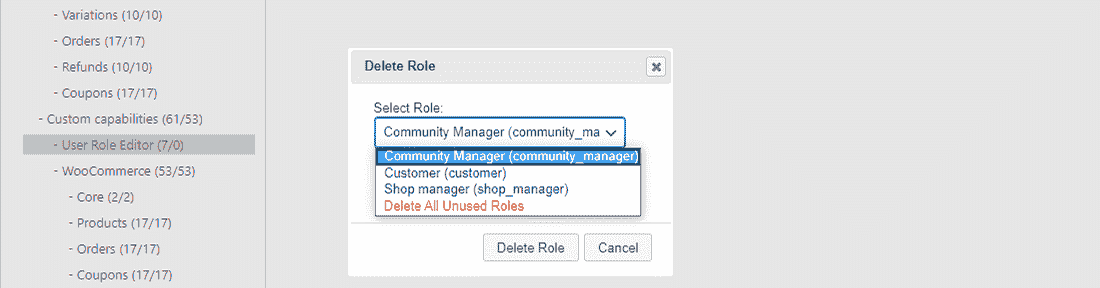 - Variations (10/10)
- Orders (17/17)
- Refunds (10/10)
- Coupons (17/17)
- Custom capabilities (61/53)
- User Role Editor (7/0)
- WooCommerce (53/53)
- Core (2/2)
- Products (17/17)
- Orders (17/17)
- Coupons (17/17)
Delete Role
Select Role:
Community Manager (community_ma
Community Manager (community_manager)
Customer (customer)
Shop manager (shop_manager)
Delete All Unused Roles
Delete Role
Cancel